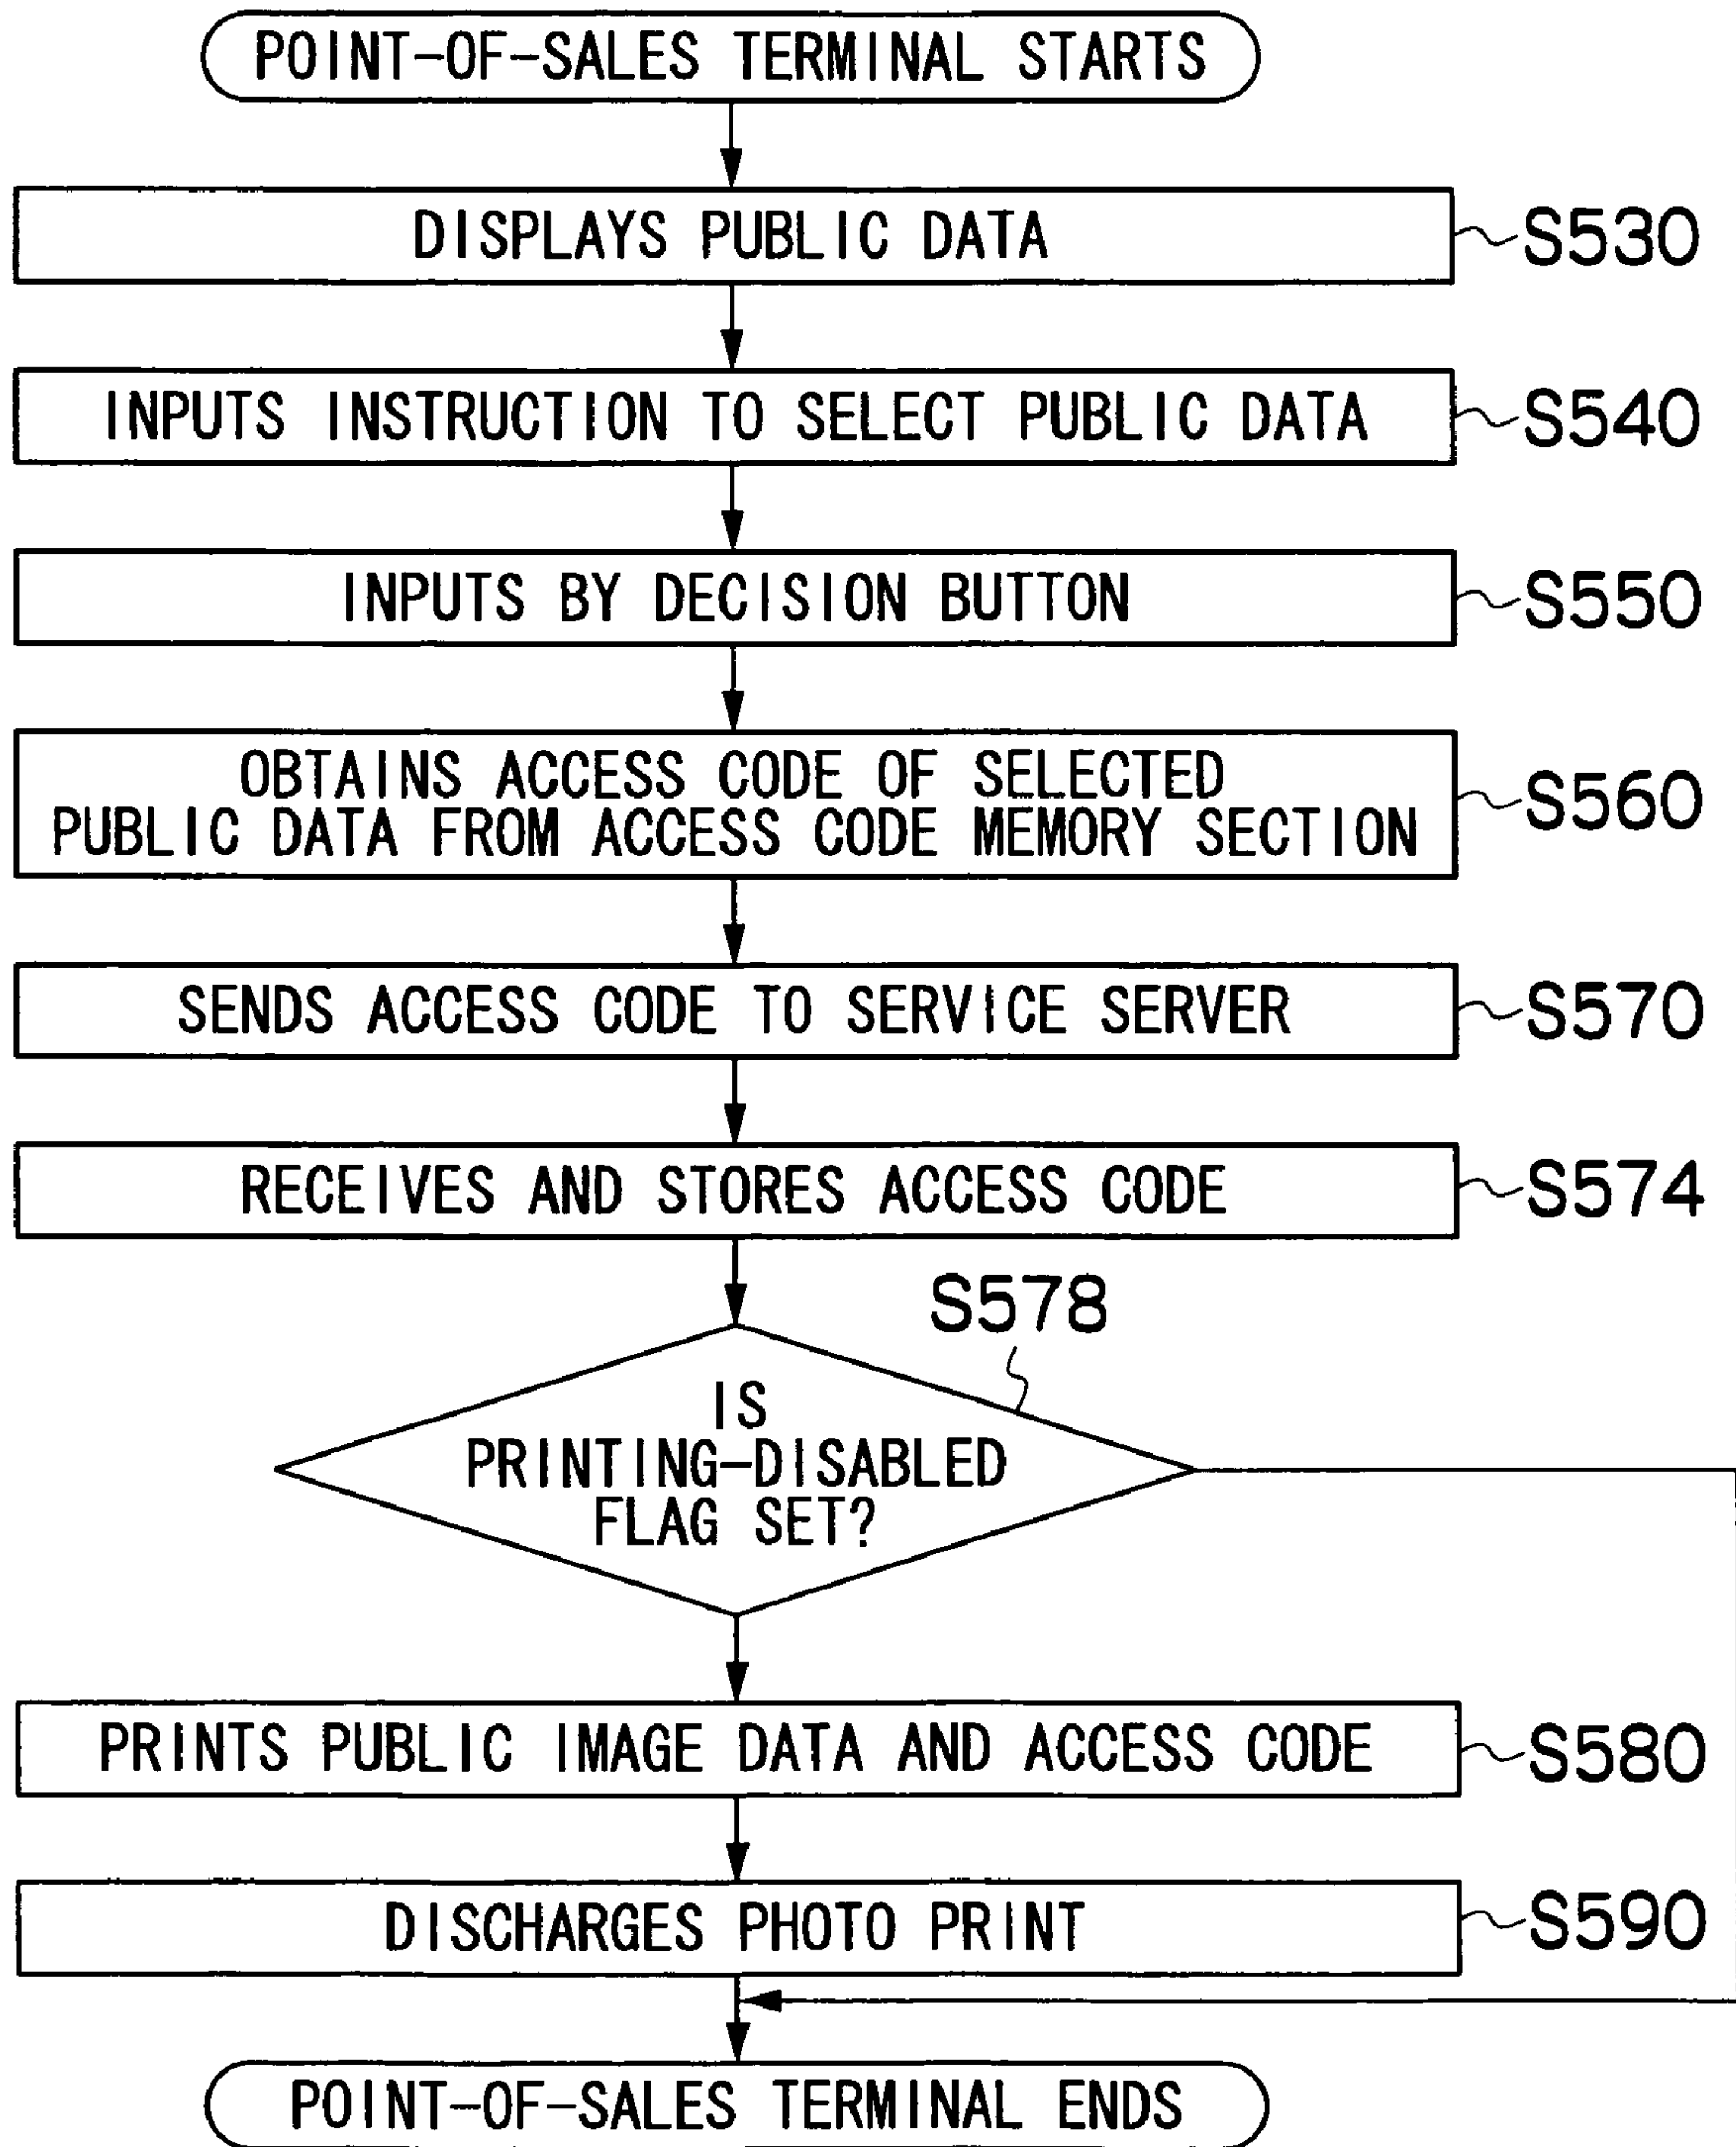 POINT-OF-SALES TERMINAL STARTS
DISPLAYS PUBLIC DATA
S530
INPUTS INSTRUCTION TO SELECT PUBLIC DATA
S540
INPUTS BY DECISION BUTTON
S550
OBTAINS ACCESS CODE OF SELECTED
PUBLIC DATA FROM ACCESS CODE MEMORY SECTION
S560
SENDS ACCESS CODE TO SERVICE SERVER
S570
RECEIVES AND STORES ACCESS CODE
S574
S578
IS
PRINTING-DISABLED
FLAG SET?
PRINTS PUBLIC IMAGE DATA AND ACCESS CODE
S580
DISCHARGES PHOTO PRINT
S590
POINT-OF-SALES TERMINAL ENDS